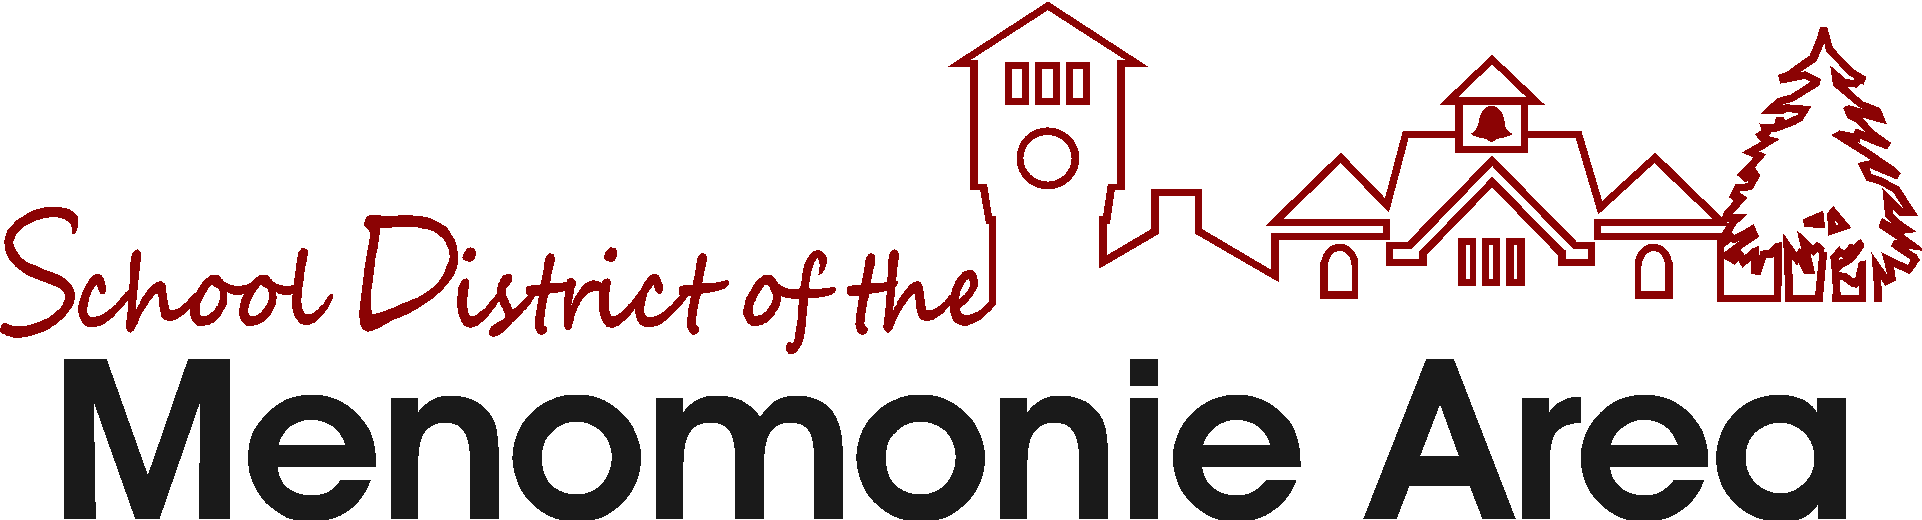 School District of the
Menomonie Area